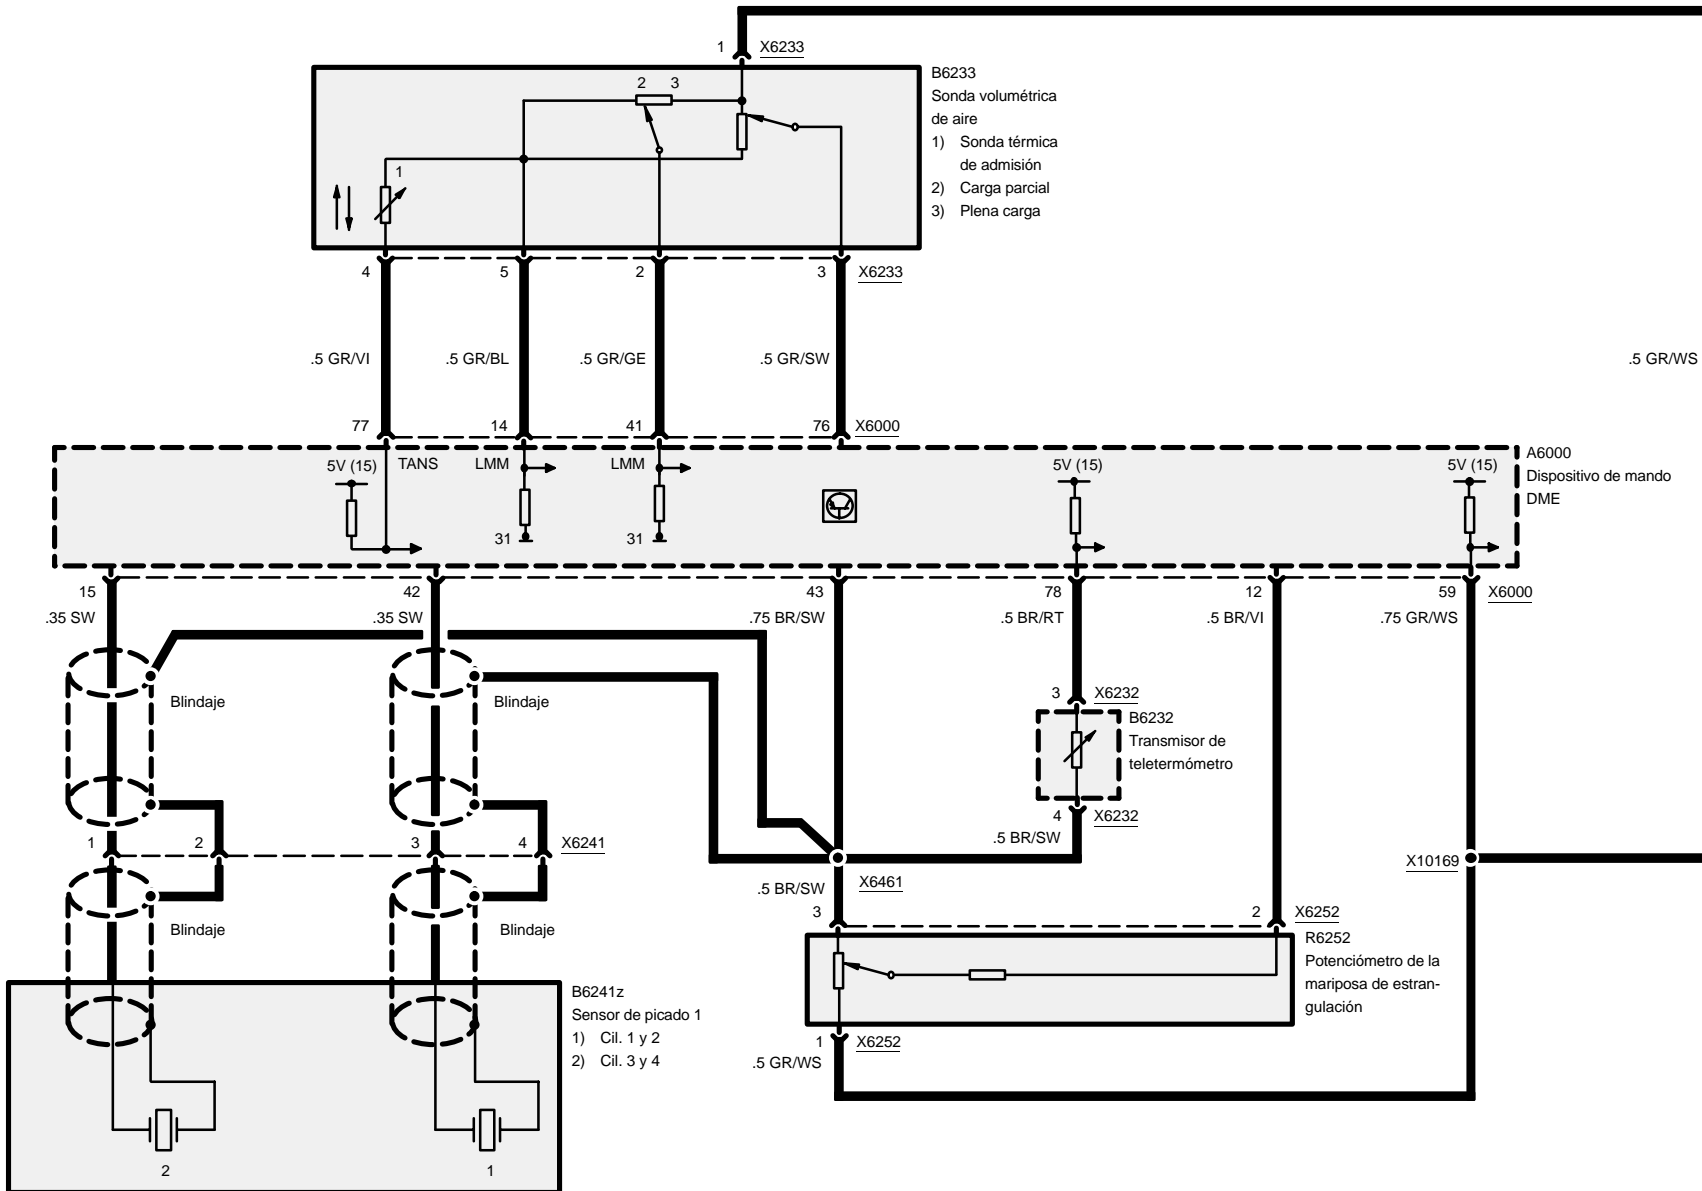 1 X6233
B6233
Sonda volumétrica
de aire
1) Sonda térmica
de admisión
2) Carga parcial
3) Plena carga
2 3
1
4 5 2 3 X6233
.5 GR/VI .5 GR/BL .5 GR/GE .5 GR/SW .5 GR/WS
77 14 41 76 X6000
A6000
Dispositivo de mando
DME
5V (15) TANS LMM LMM 5V (15) 5V (15)
31 31
15 42 43 78 12 59 X6000
.35 SW .35 SW .75 BR/SW .5 BR/RT .5 BR/VI .75 GR/WS
Blindaje Blindaje
3 X6232
B6232
Transmisor de
teletermómetro
4 X6232
.5 BR/SW
1 2 3 4 X6241
X10169
X6461
.5 BR/SW
3 2 X6252
Blindaje Blindaje
R6252
Potenciómetro de la
mariposa de estran-
gulación
B6241z
Sensor de picado 1
1) Cil. 1 y 2
2) Cil. 3 y 4
1 X6252
.5 GR/WS
2 1